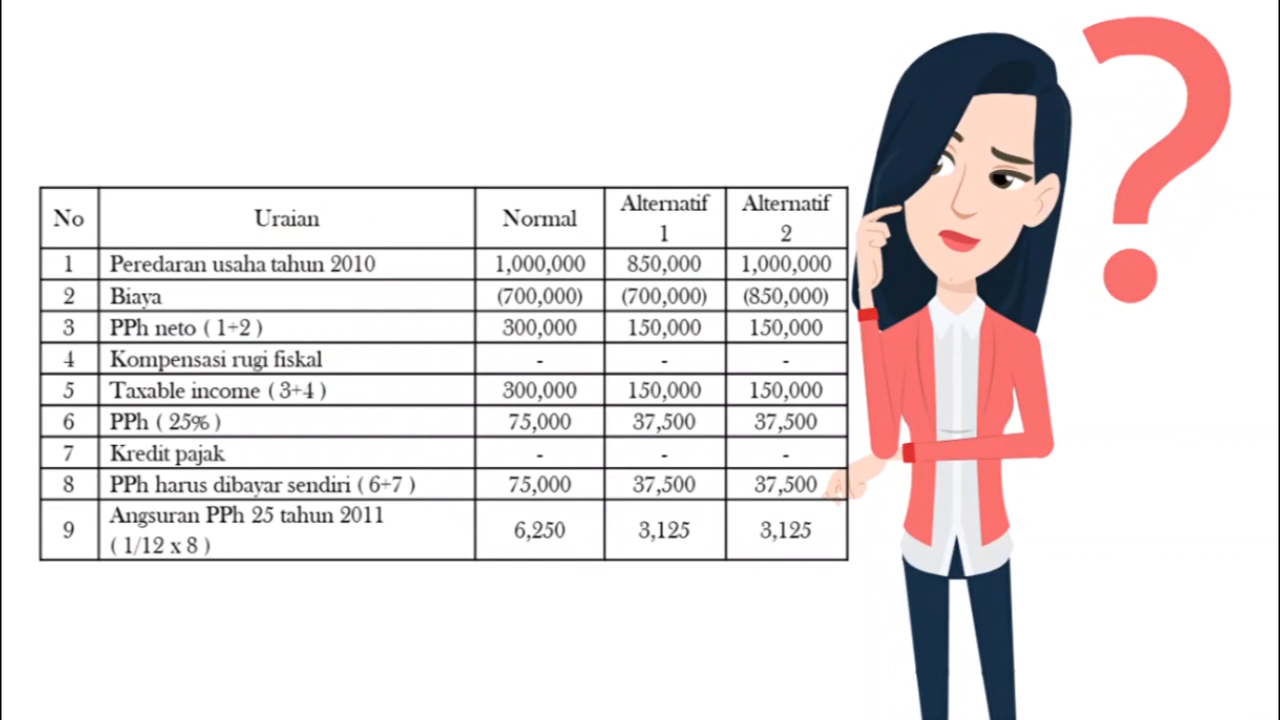 No Uraian Normal Alternatif 1 Alternatif 2
1 Peredaran usaha tahun 2010 1,000,000 850,000 1,000,000
2 Biaya (700,000) (700,000) (850,000)
3 PPh neto ( 1+2 ) 300,000 150,000 150,000
4 Kompensasi rugi fiskal - - -
5 Taxable income ( 3+4 ) 300,000 150,000 150,000
6 PPh ( 25% ) 75,000 37,500 37,500
7 Kredit pajak - - -
8 PPh harus dibayar sendiri ( 6+7 ) 75,000 37,500 37,500
9 Angsuran PPh 25 tahun 2011
( 1/12 x 8 ) 6,250 3,125 3,125
?